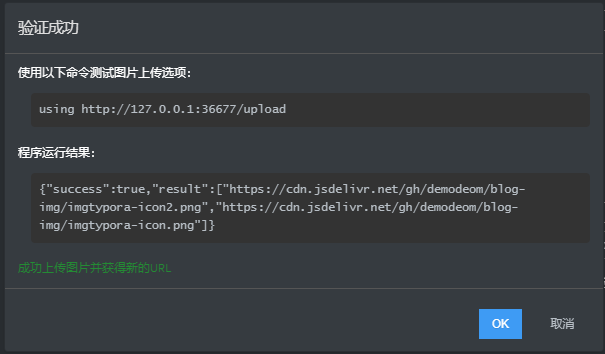 验证成功
使用以下命令测试图片上传选项：
using http://127.0.0.1:36677/upload
程序运行结果：
{"success":true,"result":["https://cdn.jsdelivr.net/gh/demodeom/blog-
img/imgtypora-icon2.png","https://cdn.jsdelivr.net/gh/demodeom/blog-
img/imgtypora-icon.png"]}
成功上传图片并获得新的URL
OK 取消